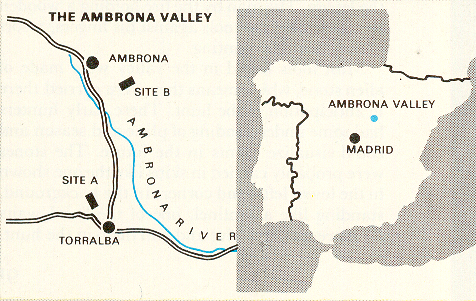 THE AMBRONA VALLEY
AMBRONA
SITE B
AMBRONA RIVER
SITE A
TORRALBA
AMBRONA VALLEY
MADRID